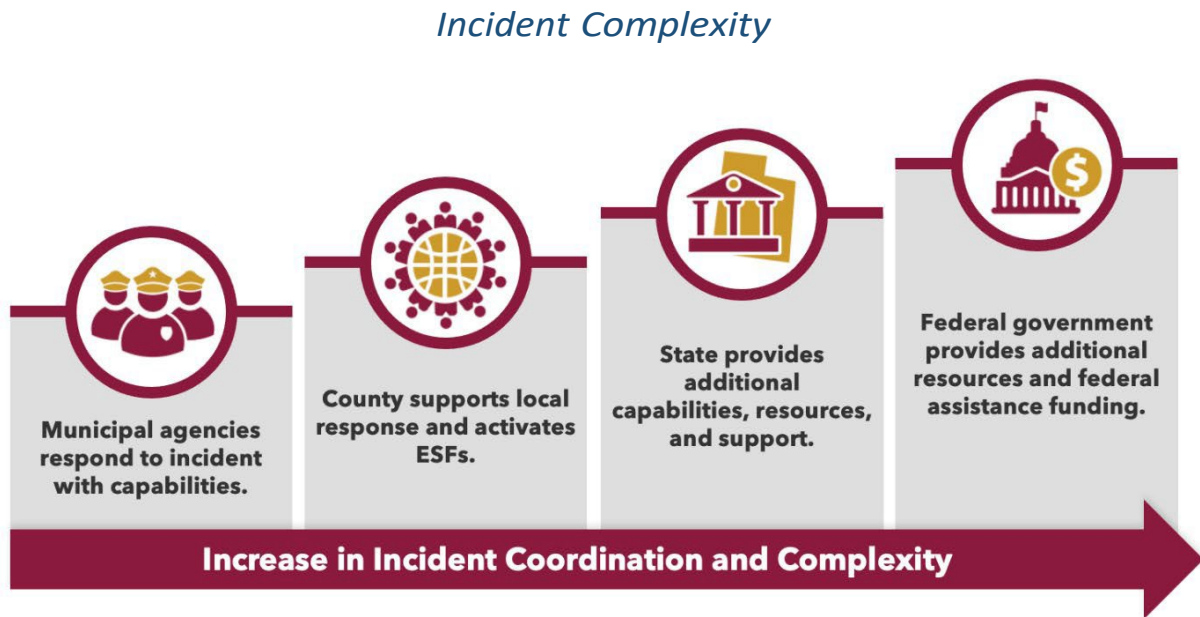 Incident Complexity
Municipal agencies
respond to incident
with capabilities.
County supports local
response and activates
ESFs.
State provides
additional
capabilities, resources,
and support.
$
Federal government
provides additional
resources and federal
assistance funding.
Increase in Incident Coordination and Complexity